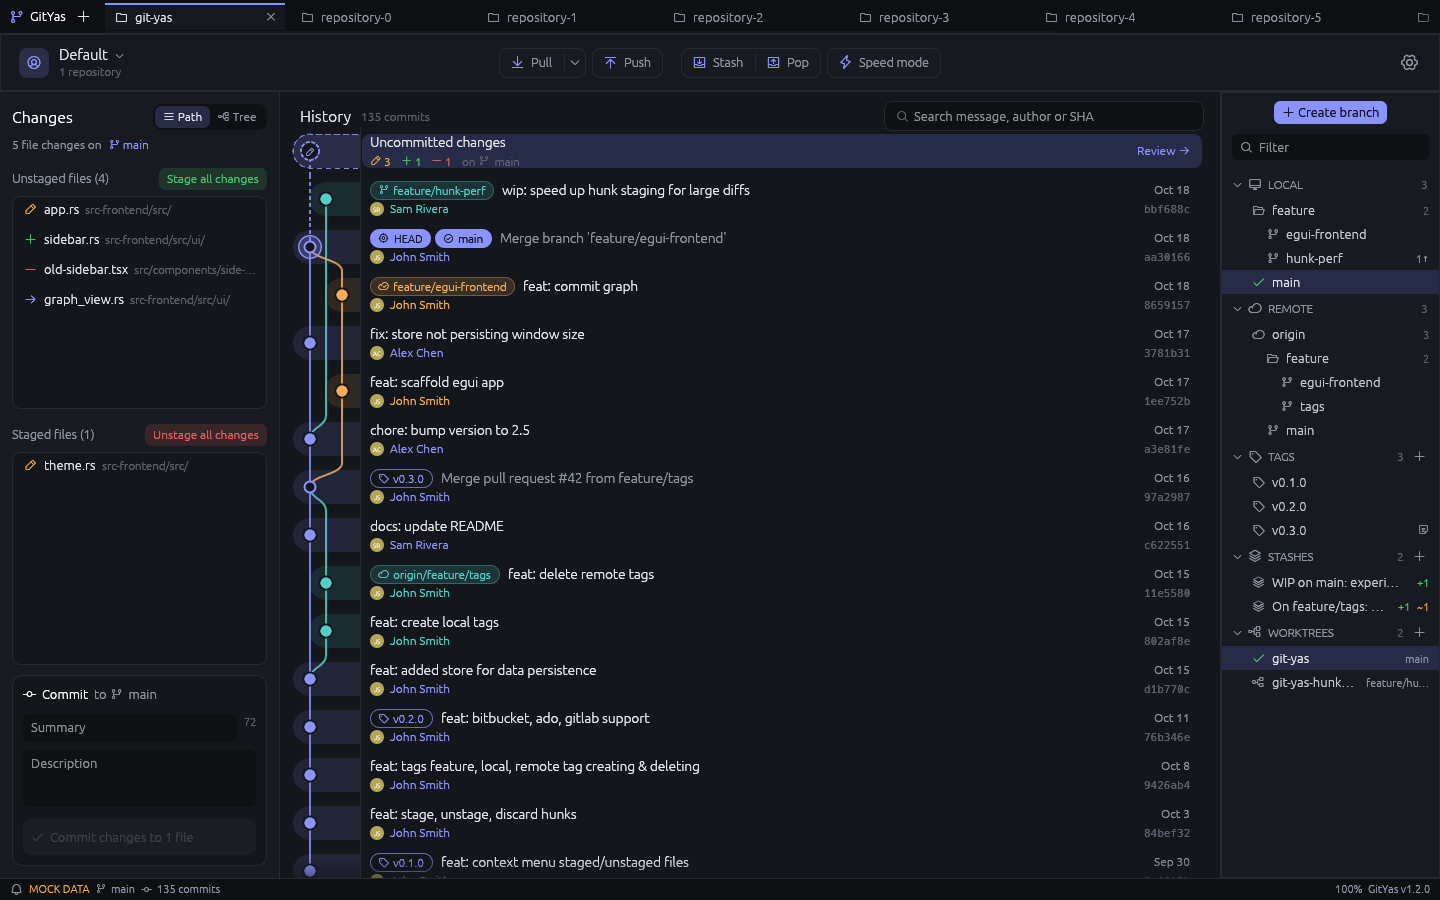 GitYas
git-yas
repository-0
repository-1
repository-2
repository-3
repository-4
repository-5
Default
1 repository
Pull
Push
Stash
Pop
Speed mode
Changes
Path
Tree
5 file changes on main
Unstaged files (4)
Stage all changes
app.rs src-frontend/src/
sidebar.rs src-frontend/src/ui/
old-sidebar.tsx src/components/side-...
graph_view.rs src-frontend/src/ui/
Staged files (1)
Unstage all changes
theme.rs src-frontend/src/
Commit to main
Summary
72
Description
Commit changes to 1 file
History 135 commits
Search message, author or SHA
Uncommitted changes
3 +1 −1 on main
Review →
feature/hunk-perf wip: speed up hunk staging for large diffs Oct 18
SR Sam Rivera bbf688c
HEAD main Merge branch 'feature/egui-frontend' Oct 18
JS John Smith aa30166
feature/egui-frontend feat: commit graph Oct 18
JS John Smith 8659157
fix: store not persisting window size Oct 17
AC Alex Chen 3781b31
feat: scaffold egui app Oct 17
JS John Smith 1ee752b
chore: bump version to 2.5 Oct 17
AC Alex Chen a3e81fe
v0.3.0 Merge pull request #42 from feature/tags Oct 16
JS John Smith 97a2987
docs: update README Oct 16
SR Sam Rivera c622551
origin/feature/tags feat: delete remote tags Oct 15
JS John Smith 11e5580
feat: create local tags Oct 15
JS John Smith 802af8e
feat: added store for data persistence Oct 15
JS John Smith d1b770c
v0.2.0 feat: bitbucket, ado, gitlab support Oct 11
JS John Smith 76b346e
feat: tags feature, local, remote tag creating & deleting Oct 8
JS John Smith 9426ab4
feat: stage, unstage, discard hunks Oct 3
JS John Smith 84bef32
v0.1.0 feat: context menu staged/unstaged files Sep 30
Create branch
Filter
LOCAL 3
feature 2
egui-frontend
hunk-perf 1↑
main
REMOTE 3
origin 3
feature 2
egui-frontend
tags
main
TAGS 3
v0.1.0
v0.2.0
v0.3.0
STASHES 2
WIP on main: experi... +1
On feature/tags: ... +1 ~1
WORKTREES 2
git-yas main
git-yas-hunk... feature/hu...
MOCK DATA main 135 commits
100% GitYas v1.2.0